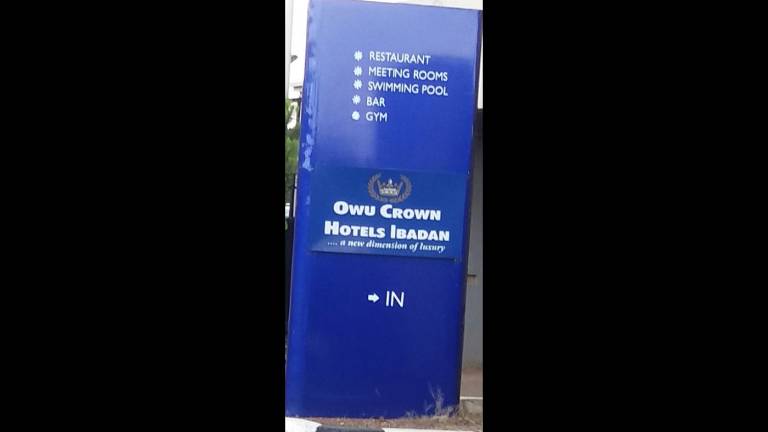 RESTAURANT
MEETING ROOMS
SWIMMING POOL
BAR
GYM
OWU CROWN
HOTELS IBADAN
.... a new dimension of luxury
➡ IN